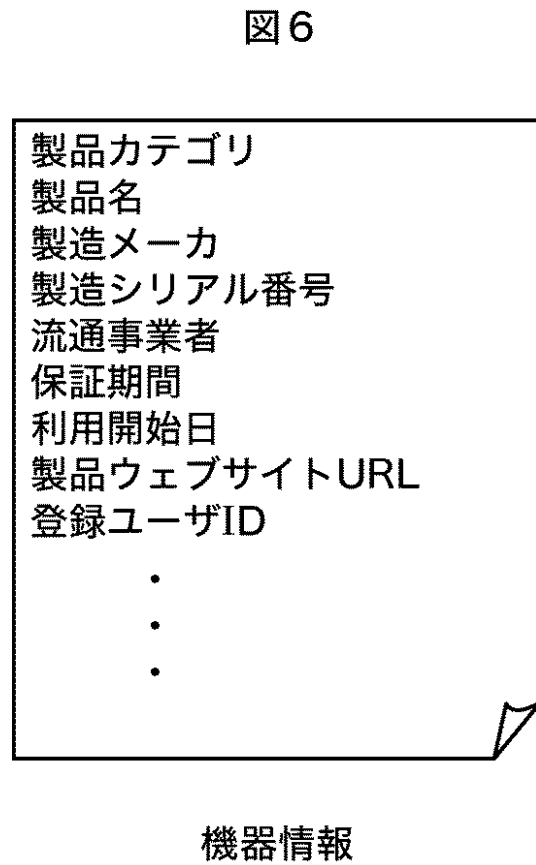 図６
製品カテゴリ
製品名
製造メーカ
製造シリアル番号
流通事業者
保証期間
利用開始日
製品ウェブサイトURL
登録ユーザID
・
・
・
機器情報